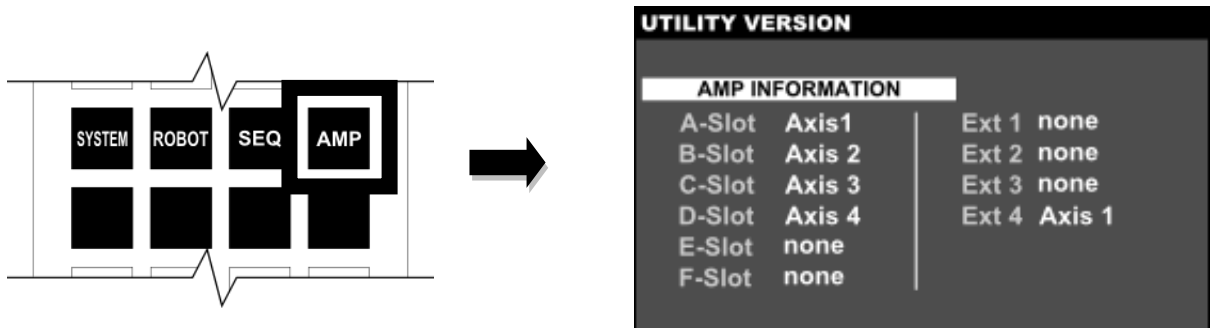 SYSTEM ROBOT SEQ AMP
UTILITY VERSION
AMP INFORMATION
A-Slot Axis1
B-Slot Axis 2
C-Slot Axis 3
D-Slot Axis 4
E-Slot none
F-Slot none
Ext 1 none
Ext 2 none
Ext 3 none
Ext 4 Axis 1